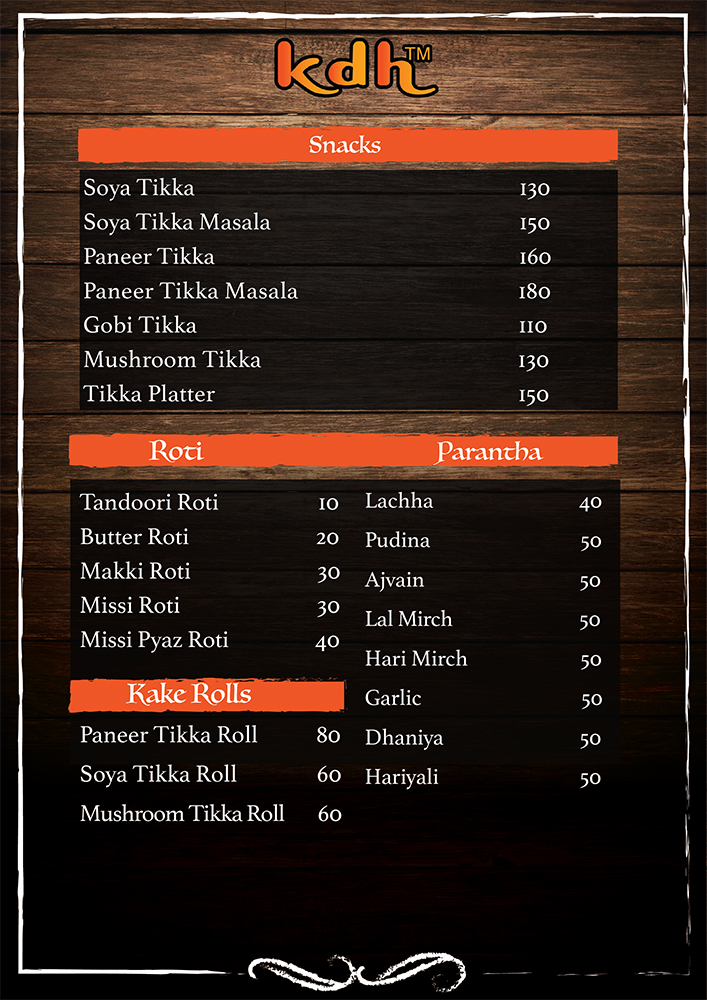 kdh™
Snacks
Soya Tikka 130
Soya Tikka Masala 150
Paneer Tikka 160
Paneer Tikka Masala 180
Gobi Tikka 110
Mushroom Tikka 130
Tikka Platter 150
Roti
Tandoori Roti 10
Butter Roti 20
Makki Roti 30
Missi Roti 30
Missi Pyaz Roti 40
Kake Rolls
Paneer Tikka Roll 80
Soya Tikka Roll 60
Mushroom Tikka Roll 60
Parantha
Lachha 40
Pudina 50
Ajvain 50
Lal Mirch 50
Hari Mirch 50
Garlic 50
Dhaniya 50
Hariyali 50